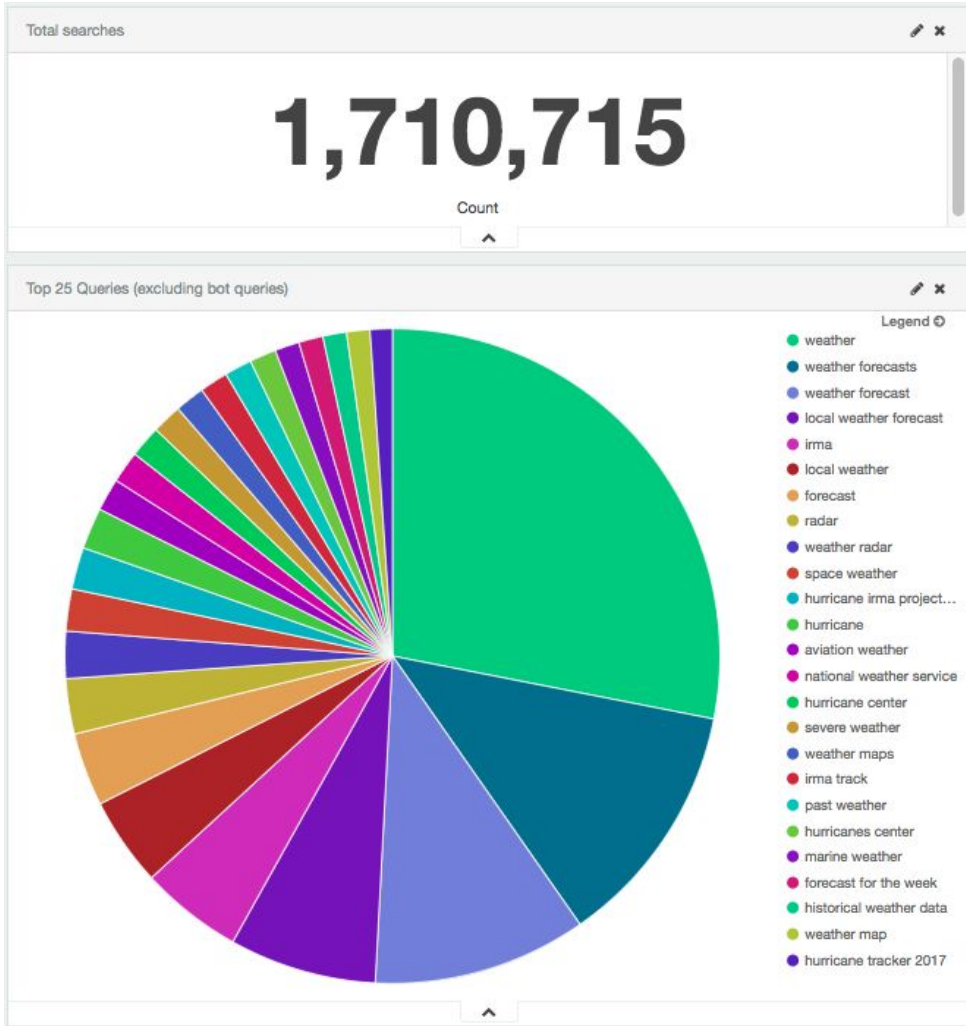 Total searches
1,710,715
Count
Top 25 Queries (excluding bot queries)
Legend
weather
weather forecasts
weather forecast
local weather forecast
irma
local weather
forecast
radar
weather radar
space weather
hurricane irma project...
hurricane
aviation weather
national weather service
hurricane center
severe weather
weather maps
irma track
past weather
hurricanes center
marine weather
forecast for the week
historical weather data
weather map
hurricane tracker 2017